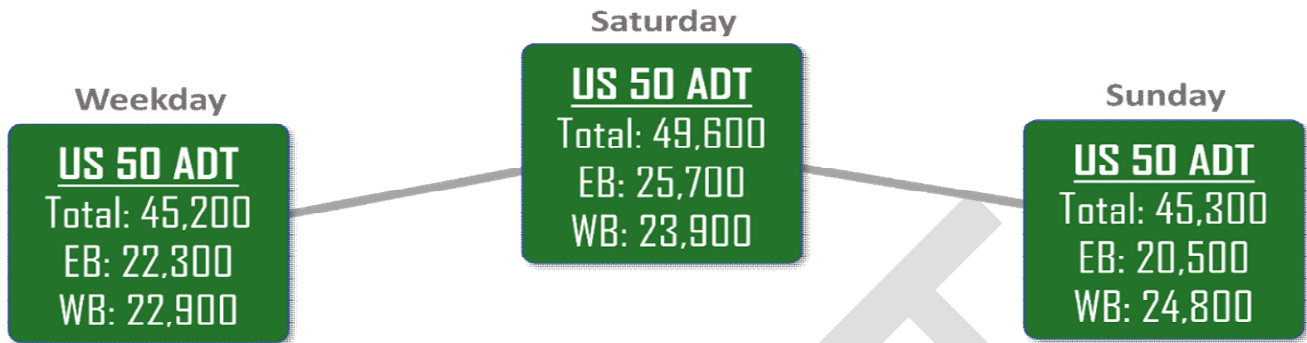 Weekday
US 50 ADT
Total: 45,200
EB: 22,300
WB: 22,900
Saturday
US 50 ADT
Total: 49,600
EB: 25,700
WB: 23,900
Sunday
US 50 ADT
Total: 45,300
EB: 20,500
WB: 24,800